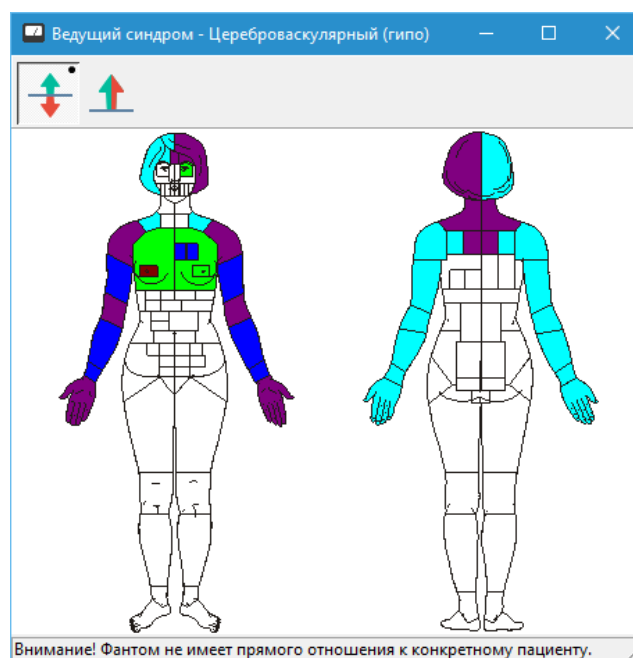 Ведущий синдром - Цереброваскулярный (гипо)
Внимание! Фантом не имеет прямого отношения к конкретному пациенту.